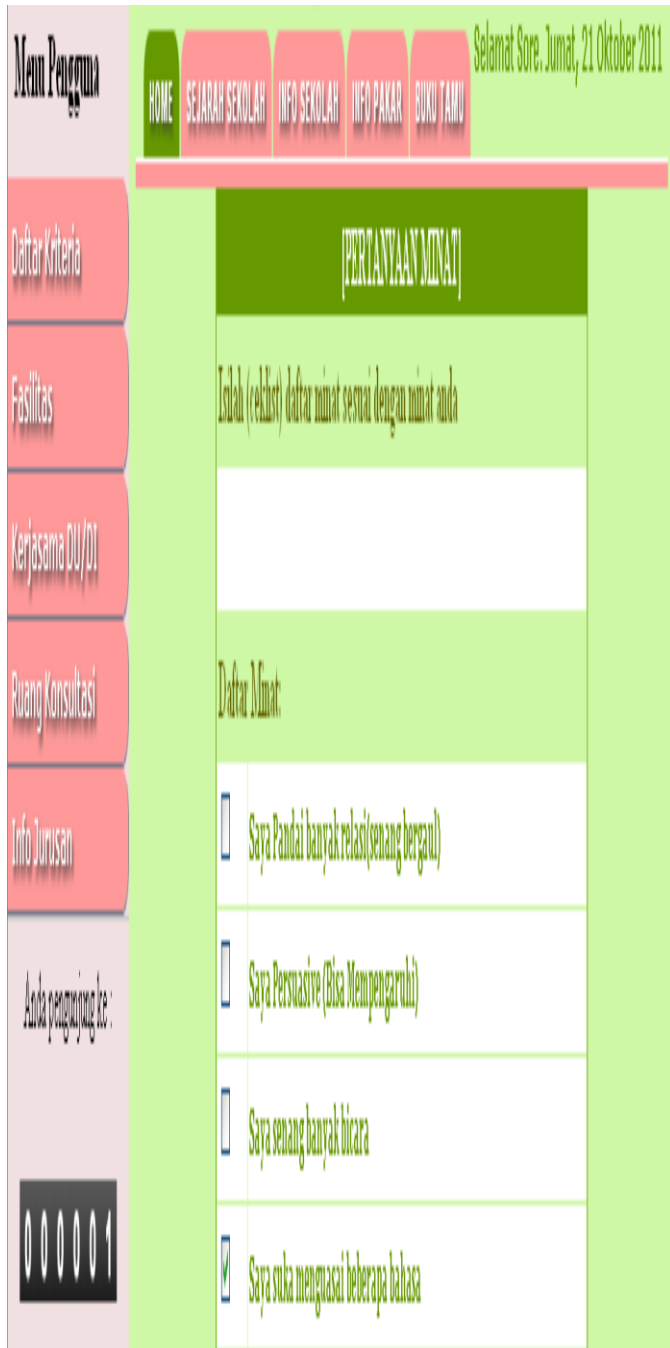 Menu Pengguna
Selamat Sore. Jumat, 21 Oktober 2011
HOME
SEJARAH SEKOLAH
INFO SEKOLAH
INFO PAKAR
BUKU TAMU
Daftar Kriteria
Fasilitas
Kerjasama DU/DI
Ruang Konsultasi
Info Jurusan
Anda pengunjung ke :
000001
[PERTANYAAN MINAT]
Isilah (ceklist) daftar minat sesuai dengan minat anda
Daftar Minat:
Saya Pandai banyak relasi(senang bergaul)
Saya Persuasive (Bisa Mempengaruhi)
Saya senang banyak bicara
Saya suka menguasai beberapa bahasa